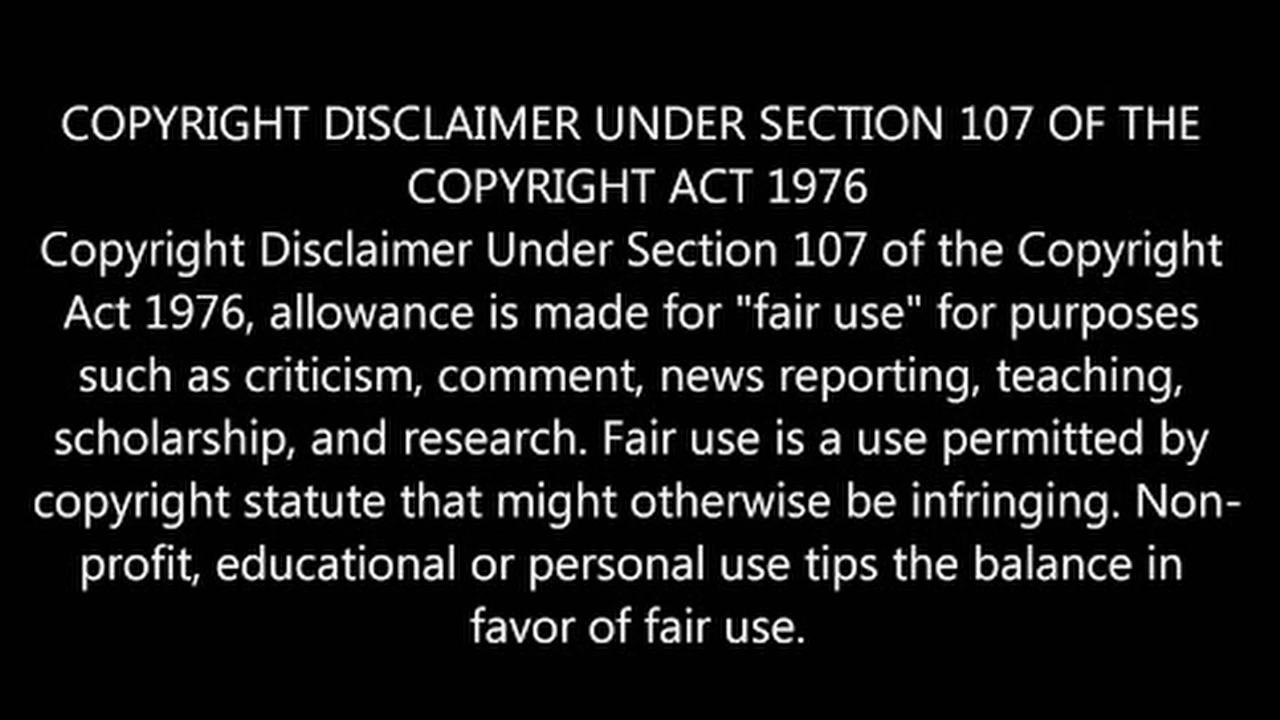 COPYRIGHT DISCLAIMER UNDER SECTION 107 OF THE
COPYRIGHT ACT 1976
Copyright Disclaimer Under Section 107 of the Copyright
Act 1976, allowance is made for "fair use" for purposes
such as criticism, comment, news reporting, teaching,
scholarship, and research. Fair use is a use permitted by
copyright statute that might otherwise be infringing. Non-
profit, educational or personal use tips the balance in
favor of fair use.